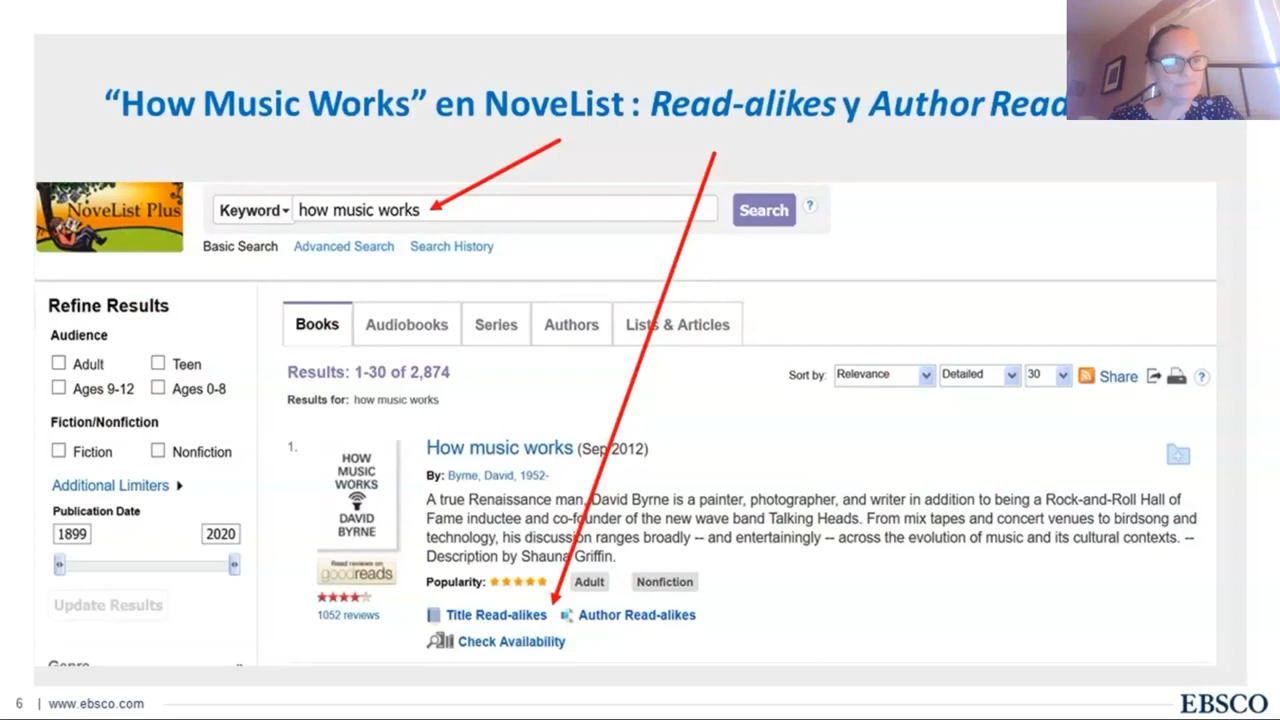 “How Music Works” en NoveList : Read-alikes y Author Read
NoveList Plus
Keyword how music works Search ?
Basic Search Advanced Search Search History
Refine Results
Audience
Adult Teen
Ages 9-12 Ages 0-8
Fiction/Nonfiction
Fiction Nonfiction
Additional Limiters
Publication Date
1899 2020
Update Results
Genre
Books Audiobooks Series Authors Lists & Articles
Results: 1-30 of 2,874
Sort by: Relevance Detailed 30 Share ?
Results for: how music works
1.
HOW
MUSIC
WORKS
DAVID
BYRNE
Read reviews on
goodreads
1052 reviews
How music works (Sep 2012)
By: Byrne, David, 1952-
A true Renaissance man, David Byrne is a painter, photographer, and writer in addition to being a Rock-and-Roll Hall of
Fame inductee and co-founder of the new wave band Talking Heads. From mix tapes and concert venues to birdsong and
technology, his discussion ranges broadly -- and entertainingly -- across the evolution of music and its cultural contexts. --
Description by Shauna Griffin.
Popularity: Adult Nonfiction
Title Read-alikes Author Read-alikes
Check Availability
6 | www.ebsco.com
EBSCO